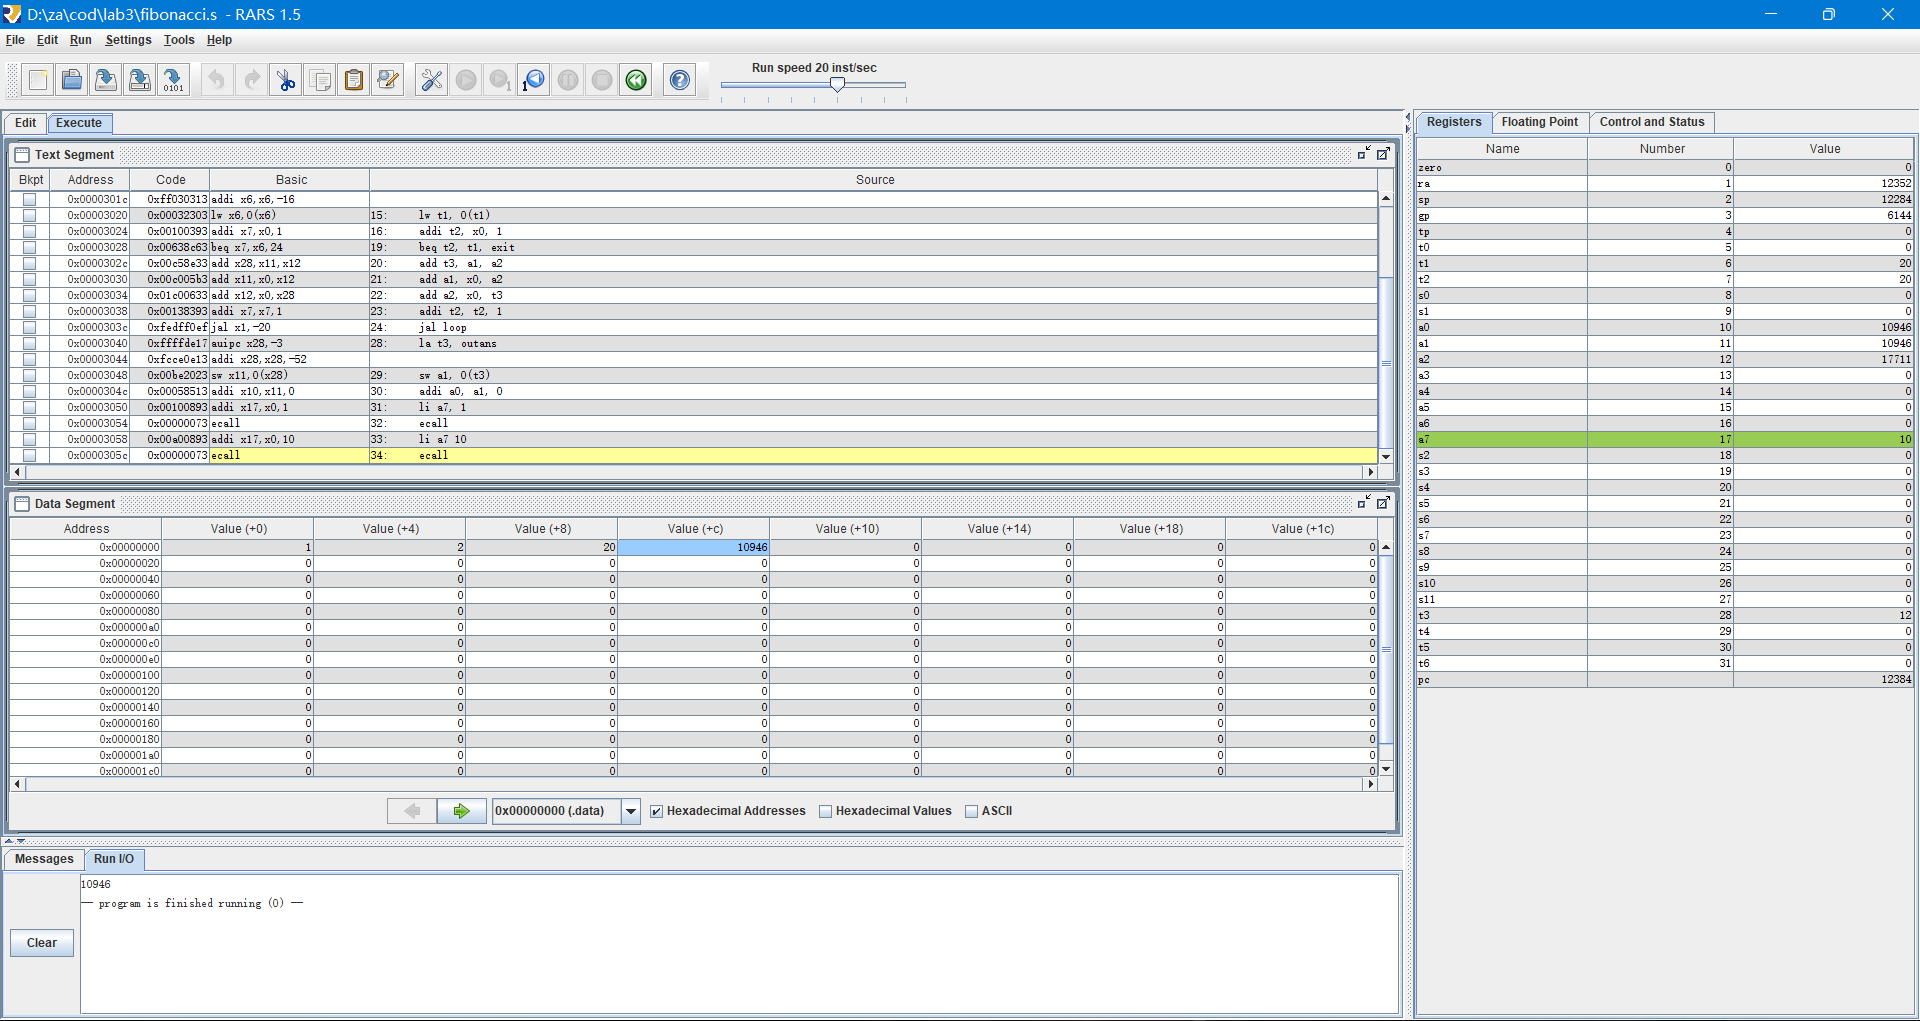 D:\za\cod\lab3\fibonacci.s - RARS 1.5
File Edit Run Settings Tools Help
Run speed 20 inst/sec
Edit Execute
Text Segment
Bkpt Address Code Basic Source
0x0000301c 0xff030313 addi x6,x6,-16
0x00003020 0x00032303 lw x6,0(x6) 15: lw t1, 0(t1)
0x00003024 0x00100393 addi x7,x0,1 16: addi t2, x0, 1
0x00003028 0x00638c63 beq x7,x6,24 19: beq t2, t1, exit
0x0000302c 0x00c58e33 add x28,x11,x12 20: add t3, a1, a2
0x00003030 0x00c005b3 add x11,x0,x12 21: add a1, x0, a2
0x00003034 0x01c00633 add x12,x0,x28 22: add a2, x0, t3
0x00003038 0x00138393 addi x7,x7,1 23: addi t2, t2, 1
0x0000303c 0xfedff0ef jal x1,-20 24: jal loop
0x00003040 0xffffde17 auipc x28,-3 28: la t3, outans
0x00003044 0xfcce0e13 addi x28,x28,-52
0x00003048 0x00be2023 sw x11,0(x28) 29: sw a1, 0(t3)
0x0000304c 0x00058513 addi x10,x11,0 30: addi a0, a1, 0
0x00003050 0x00100893 addi x17,x0,1 31: li a7, 1
0x00003054 0x00000073 ecall 32: ecall
0x00003058 0x00a00893 addi x17,x0,10 33: li a7 10
0x0000305c 0x00000073 ecall 34: ecall
Data Segment
Address Value (+0) Value (+4) Value (+8) Value (+c) Value (+10) Value (+14) Value (+18) Value (+1c)
0x00000000 1 2 20 10946 0 0 0 0
0x00000020 0 0 0 0 0 0 0 0
0x00000040 0 0 0 0 0 0 0 0
0x00000060 0 0 0 0 0 0 0 0
0x00000080 0 0 0 0 0 0 0 0
0x000000a0 0 0 0 0 0 0 0 0
0x000000c0 0 0 0 0 0 0 0 0
0x000000e0 0 0 0 0 0 0 0 0
0x00000100 0 0 0 0 0 0 0 0
0x00000120 0 0 0 0 0 0 0 0
0x00000140 0 0 0 0 0 0 0 0
0x00000160 0 0 0 0 0 0 0 0
0x00000180 0 0 0 0 0 0 0 0
0x000001a0 0 0 0 0 0 0 0 0
0x000001c0 0 0 0 0 0 0 0 0
0x00000000 (.data) Hexadecimal Addresses Hexadecimal Values ASCII
Messages Run I/O
10946
-- program is finished running (0) --
Clear
Registers Floating Point Control and Status
Name Number Value
zero 0 0
ra 1 12352
sp 2 12284
gp 3 6144
tp 4 0
t0 5 0
t1 6 20
t2 7 20
s0 8 0
s1 9 0
a0 10 10946
a1 11 10946
a2 12 17711
a3 13 0
a4 14 0
a5 15 0
a6 16 0
a7 17 10
s2 18 0
s3 19 0
s4 20 0
s5 21 0
s6 22 0
s7 23 0
s8 24 0
s9 25 0
s10 26 0
s11 27 0
t3 28 12
t4 29 0
t5 30 0
t6 31 0
pc 12384